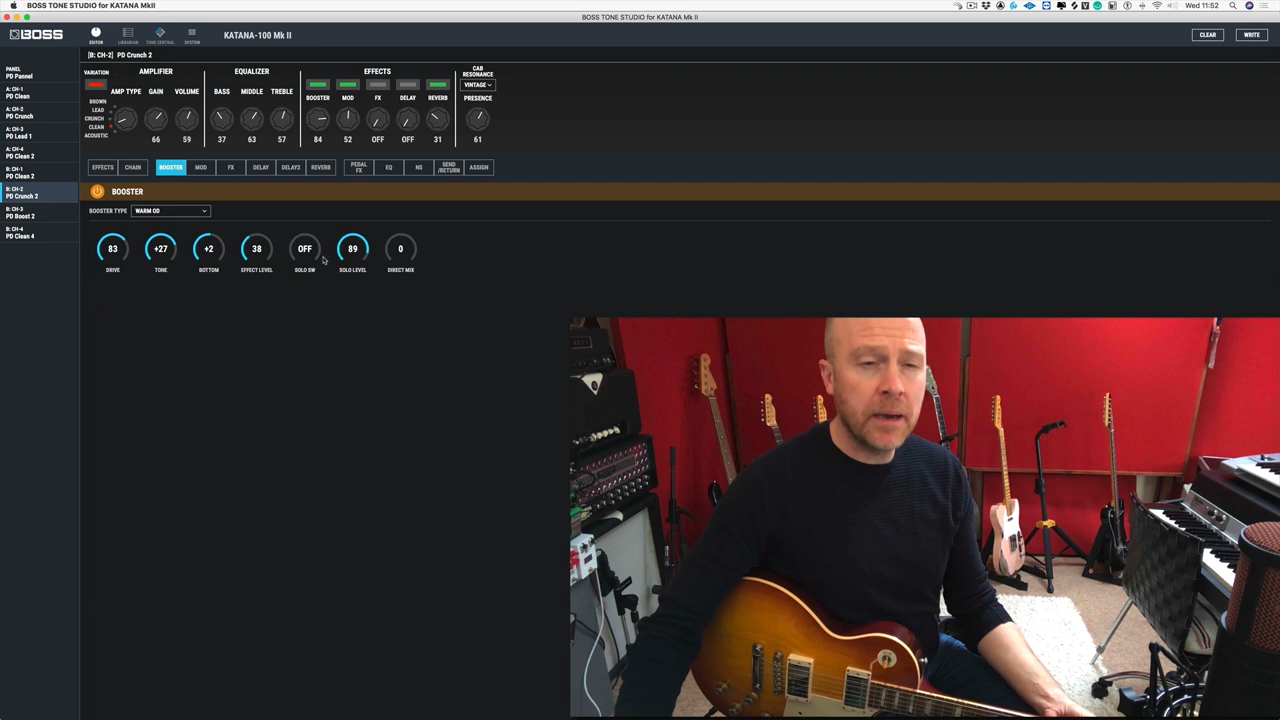 BOSS TONE STUDIO for KATANA MkII
Wed 11:52
BOSS TONE STUDIO for KATANA Mk II
BOSS
EDITOR
LIBRARIAN
TONE CENTRAL
SYSTEM
KATANA-100 Mk II
CLEAR
WRITE
[B: CH-2] PD Crunch 2
PANEL
PD Pannel
A: CH-1
PD Clean
A: CH-2
PD Crunch
A: CH-3
PD Lead 1
A: CH-4
PD Clean 2
B: CH-1
PD Clean 2
B: CH-2
PD Crunch 2
B: CH-3
PD Boost 2
B: CH-4
PD Clean 4
VARIATION
AMPLIFIER
AMP TYPE GAIN VOLUME
BROWN
LEAD
CRUNCH
CLEAN
ACOUSTIC
66 59
EQUALIZER
BASS MIDDLE TREBLE
37 63 57
EFFECTS
BOOSTER MOD FX DELAY REVERB
84 52 OFF OFF 31
CAB
RESONANCE
VINTAGE
PRESENCE
61
EFFECTS CHAIN BOOSTER MOD FX DELAY DELAY2 REVERB
PEDAL
FX
EQ NS
SEND
/RETURN
ASSIGN
BOOSTER
BOOSTER TYPE WARM OD
83 +27 +2 38 OFF 89 0
DRIVE TONE BOTTOM EFFECT LEVEL SOLO SW SOLO LEVEL DIRECT MIX